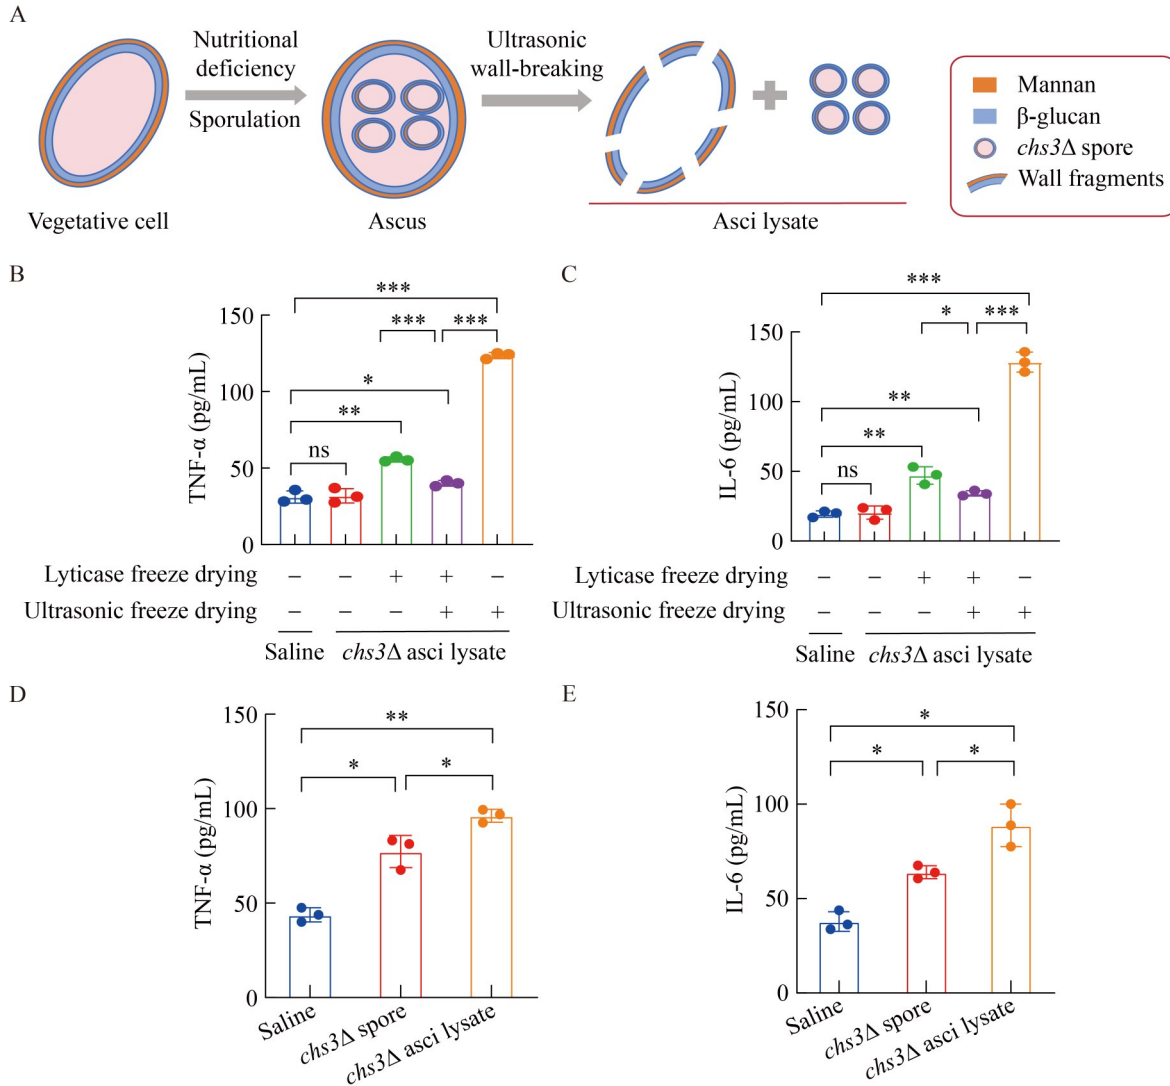 A
Nutritional
deficiency
Sporulation
Ultrasonic
wall-breaking
Vegetative cell
Ascus
Asci lysate
Mannan
β-glucan
chs3Δ spore
Wall fragments
B
TNF-α (pg/mL)
150
100
50
0
***
*** ***
*
**
ns
Lyticase freeze drying − − + + −
Ultrasonic freeze drying − − − + +
Saline chs3Δ asci lysate
C
IL-6 (pg/mL)
150
100
50
0
***
* ***
**
**
ns
Lyticase freeze drying − − + + −
Ultrasonic freeze drying − − − + +
Saline chs3Δ asci lysate
D
TNF-α (pg/mL)
150
100
50
0
**
* *
Saline
chs3Δ spore
chs3Δ asci lysate
E
IL-6 (pg/mL)
150
100
50
0
*
* *
Saline
chs3Δ spore
chs3Δ asci lysate